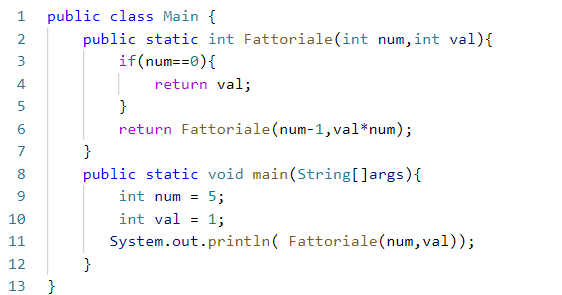 1 public class Main {
2 public static int Fattoriale(int num,int val){
3 if(num==0){
4 return val;
5 }
6 return Fattoriale(num-1,val*num);
7 }
8 public static void main(String[]args){
9 int num = 5;
10 int val = 1;
11 System.out.println( Fattoriale(num,val));
12 }
13 }